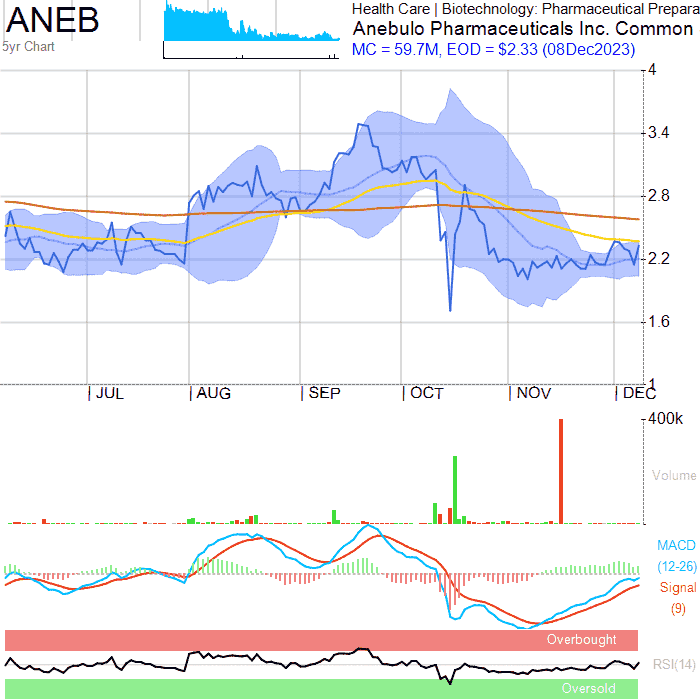 ANEB
5yr Chart
Health Care | Biotechnology: Pharmaceutical Prepara
Anebulo Pharmaceuticals Inc. Common
MC = 59.7M, EOD = $2.33 (08Dec2023)
4
3.4
2.8
2.2
1.6
1
JUL AUG SEP OCT NOV DEC
400k
Volume
MACD
(12-26)
Signal
(9)
Overbought
RSI(14)
Oversold